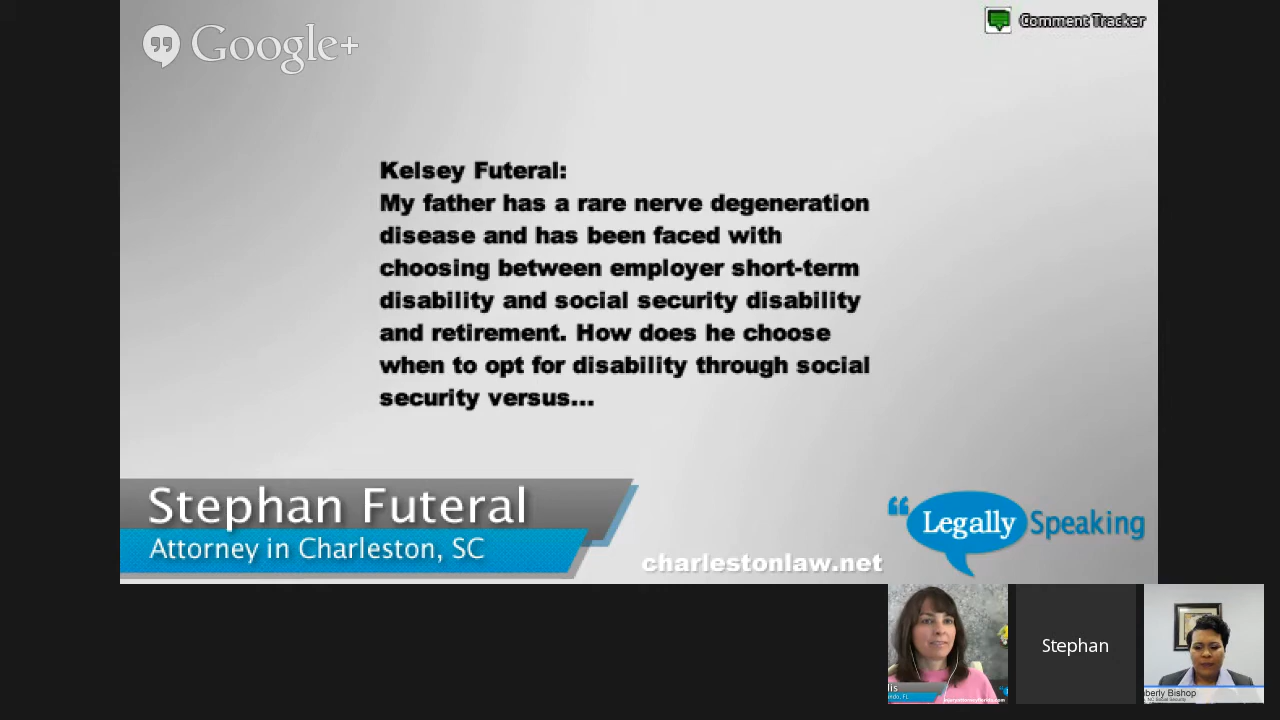 Google+
Comment Tracker
Kelsey Futeral:
My father has a rare nerve degeneration
disease and has been faced with
choosing between employer short-term
disability and social security disability
and retirement. How does he choose
when to opt for disability through social
security versus...
Stephan Futeral
Attorney in Charleston, SC
charlestonlaw.net
Legally Speaking
Stephan
Bishop